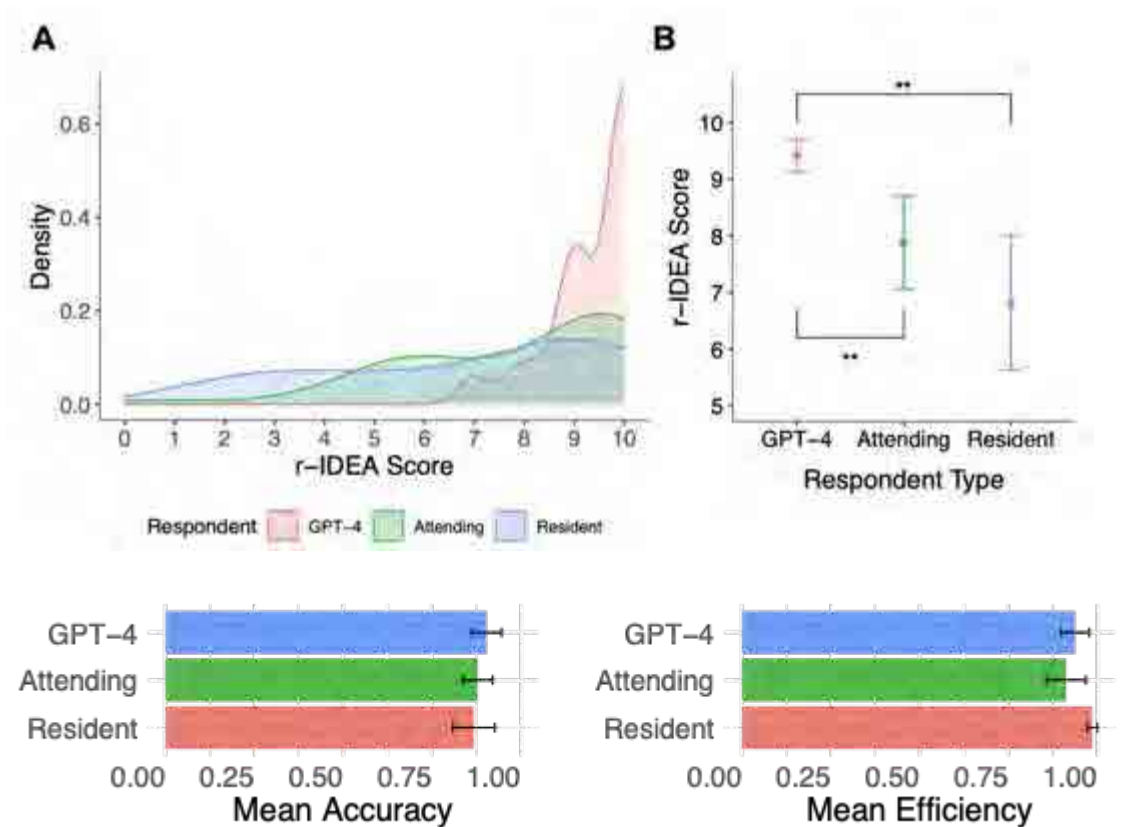 A
B
Density
0.6
0.4
0.2
0.0
0 1 2 3 4 5 6 7 8 9 10
r-IDEA Score
Respondent GPT-4 Attending Resident
r-IDEA Score
10
9
8
7
6
5
**
**
GPT-4 Attending Resident
Respondent Type
GPT-4
Attending
Resident
0.00 0.25 0.50 0.75 1.00
Mean Accuracy
GPT-4
Attending
Resident
0.00 0.25 0.50 0.75 1.00
Mean Efficiency